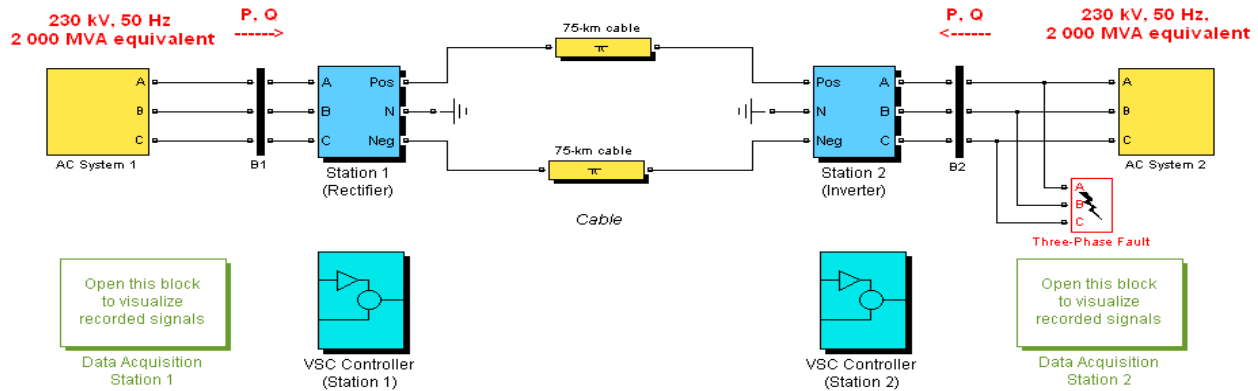 230 kV, 50 Hz
2 000 MVA equivalent
P, Q
------>
75-km cable
π
P, Q
<------
230 kV, 50 Hz,
2 000 MVA equivalent
A
B
C
AC System 1
B1
A
B
C
Pos
N
Neg
Station 1
(Rectifier)
75-km cable
π
Cable
Pos
N
Neg
A
B
C
Station 2
(Inverter)
B2
A
B
C
AC System 2
A
B
C
Three-Phase Fault
Open this block
to visualize
recorded signals
Data Acquisition
Station 1
VSC Controller
(Station 1)
VSC Controller
(Station 2)
Open this block
to visualize
recorded signals
Data Acquisition
Station 2